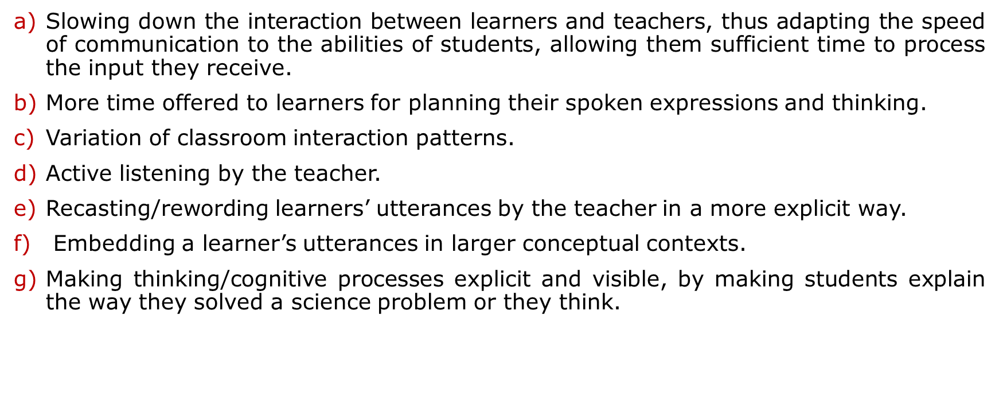 a) Slowing down the interaction between learners and teachers, thus adapting the speed
of communication to the abilities of students, allowing them sufficient time to process
the input they receive.
b) More time offered to learners for planning their spoken expressions and thinking.
c) Variation of classroom interaction patterns.
d) Active listening by the teacher.
e) Recasting/rewording learners’ utterances by the teacher in a more explicit way.
f) Embedding a learner’s utterances in larger conceptual contexts.
g) Making thinking/cognitive processes explicit and visible, by making students explain
the way they solved a science problem or they think.